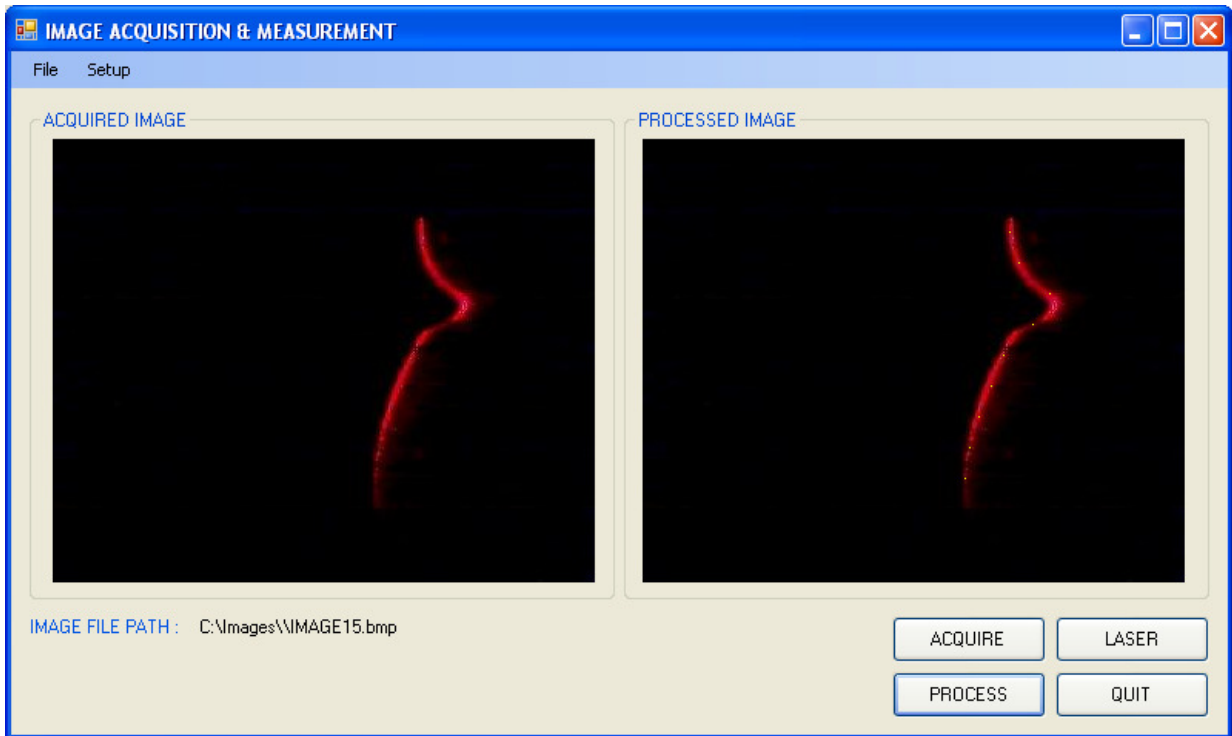 IMAGE ACQUISITION & MEASUREMENT
File Setup
ACQUIRED IMAGE
PROCESSED IMAGE
IMAGE FILE PATH : C:\Images\\IMAGE15.bmp
ACQUIRE LASER
PROCESS QUIT